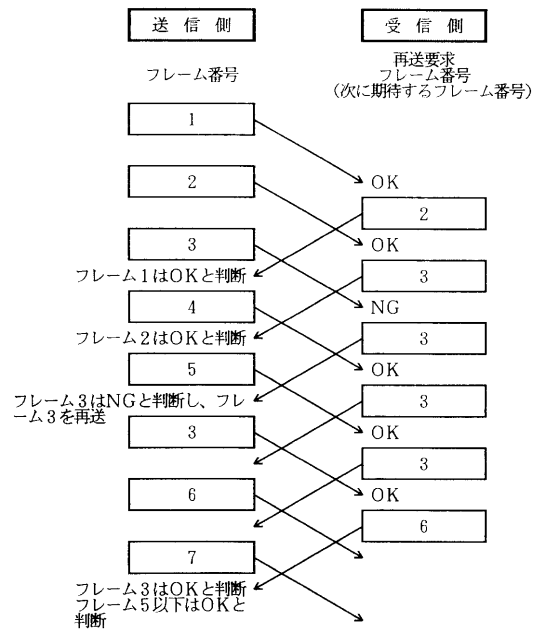 送信側
受信側
フレーム番号
再送要求
フレーム番号
(次に期待するフレーム番号)
1
OK
2
2
OK
3
フレーム1はOKと判断
3
NG
4
フレーム2はOKと判断
3
OK
5
フレーム3はNGと判断し、フレ
ーム3を再送
3
OK
3
3
OK
6
6
7
フレーム3はOKと判断
フレーム5以下はOKと
判断